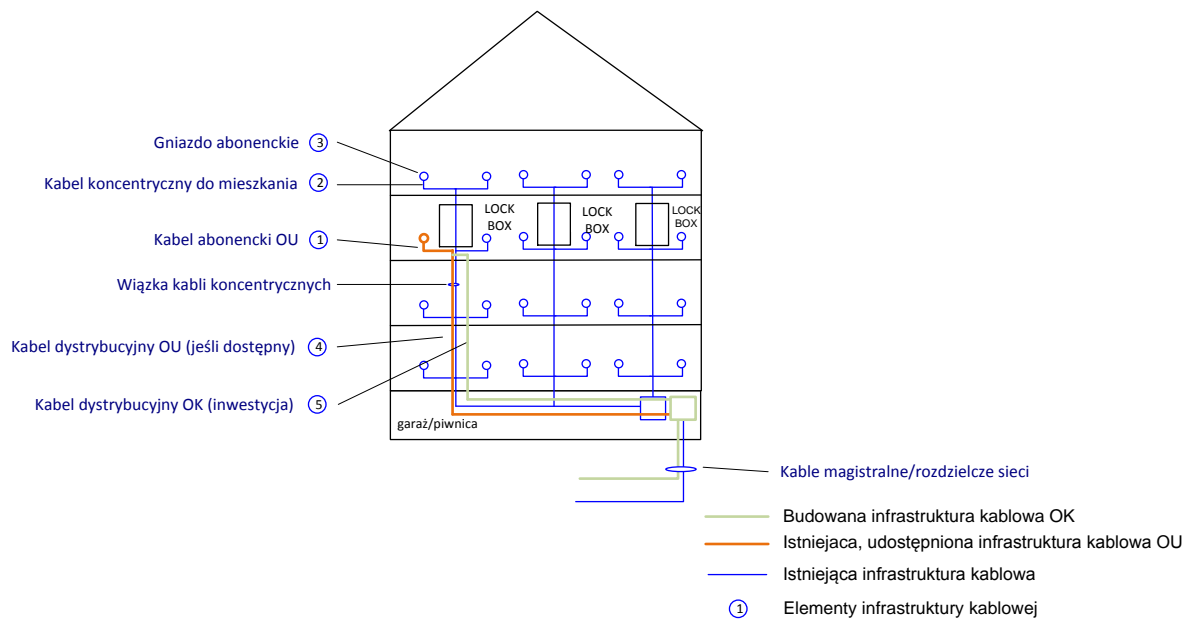 Gniazdo abonenckie 3
Kabel koncentryczny do mieszkania 2
LOCK BOX
LOCK BOX
LOCK BOX
Kabel abonencki OU 1
Wiązka kabli koncentrycznych
Kabel dystrybucyjny OU (jeśli dostępny) 4
Kabel dystrybucyjny OK (inwestycja) 5
garaż/piwnica
Kable magistralne/rozdzielcze sieci
Budowana infrastruktura kablowa OK
Istniejaca, udostępniona infrastruktura kablowa OU
Istniejąca infrastruktura kablowa
1 Elementy infrastruktury kablowej